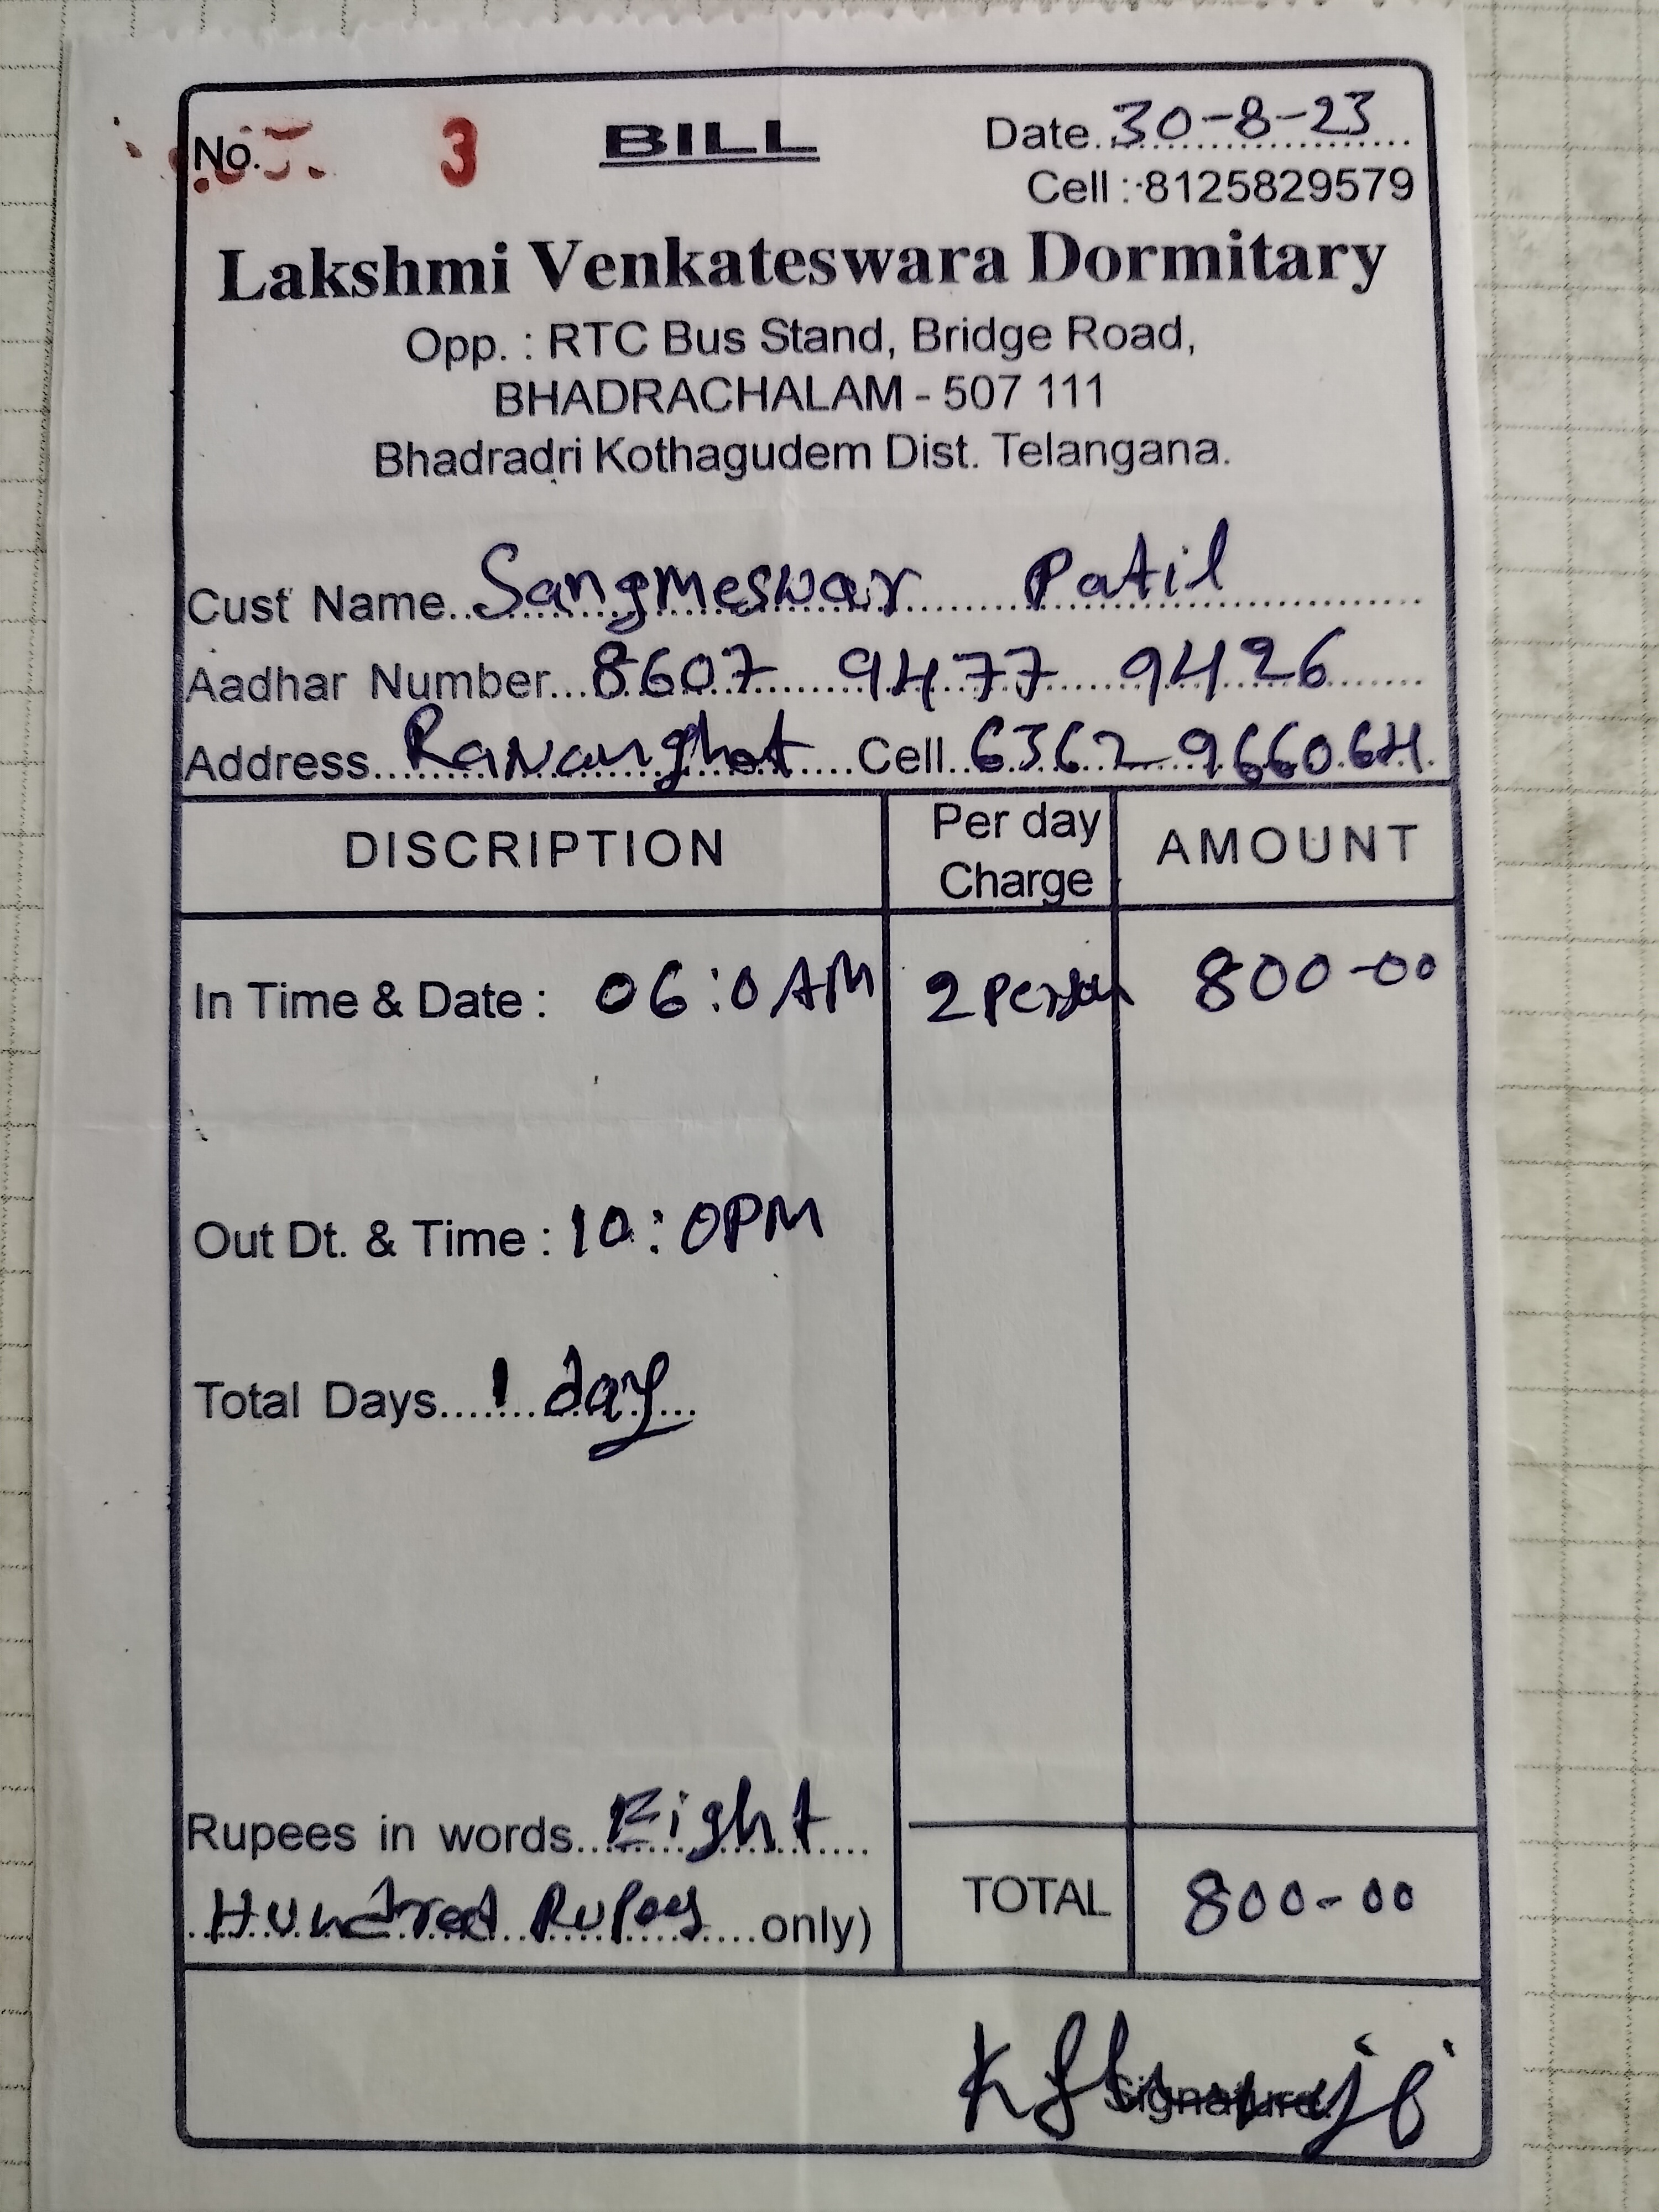 No. 3 BILL Date. 30-8-23
Cell : 8125829579
Lakshmi Venkateswara Dormitary
Opp. : RTC Bus Stand, Bridge Road,
BHADRACHALAM - 507 111
Bhadradri Kothagudem Dist. Telangana.
Cust Name.. Sangmeswar Patil
Aadhar Number... 8607 9477 9426
Address.. Cell.. 6362 966064
DISCRIPTION Per day Charge AMOUNT
In Time & Date : 06:0 AM 2 Person 800-00
Out Dt. & Time : 10:0PM
Total Days.... 1 day
Rupees in words... Eight
Hundred Rupees only) TOTAL 800-00
Signature.